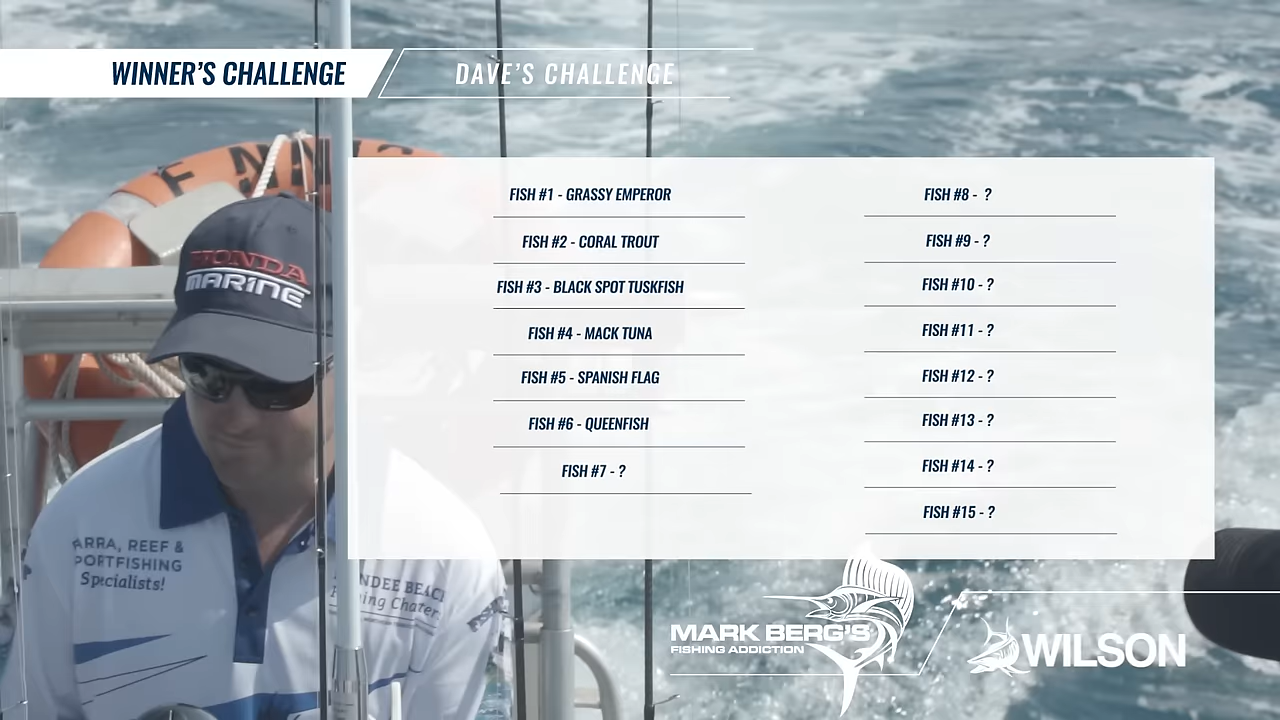 WINNER'S CHALLENGE
DAVE'S CHALLENGE
FISH #1 - GRASSY EMPEROR
FISH #2 - CORAL TROUT
FISH #3 - BLACK SPOT TUSKFISH
FISH #4 - MACK TUNA
FISH #5 - SPANISH FLAG
FISH #6 - QUEENFISH
FISH #7 - ?
FISH #8 - ?
FISH #9 - ?
FISH #10 - ?
FISH #11 - ?
FISH #12 - ?
FISH #13 - ?
FISH #14 - ?
FISH #15 - ?
HONDA
MARINE
ARRA, REEF &
PORTFISHING
Specialists!
NDEE BEAC
ing Charter
MARK BERG'S
FISHING ADDICTION
WILSON